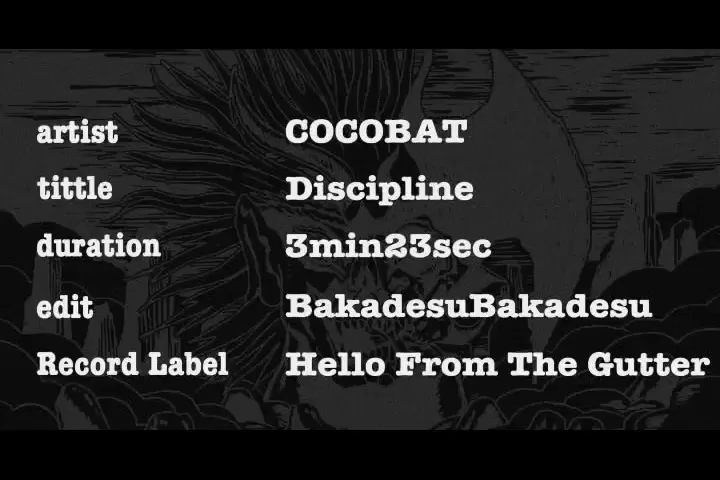 artist COCOBAT
tittle Discipline
duration 3min23sec
edit BakadesuBakadesu
Record Label Hello From The Gutter